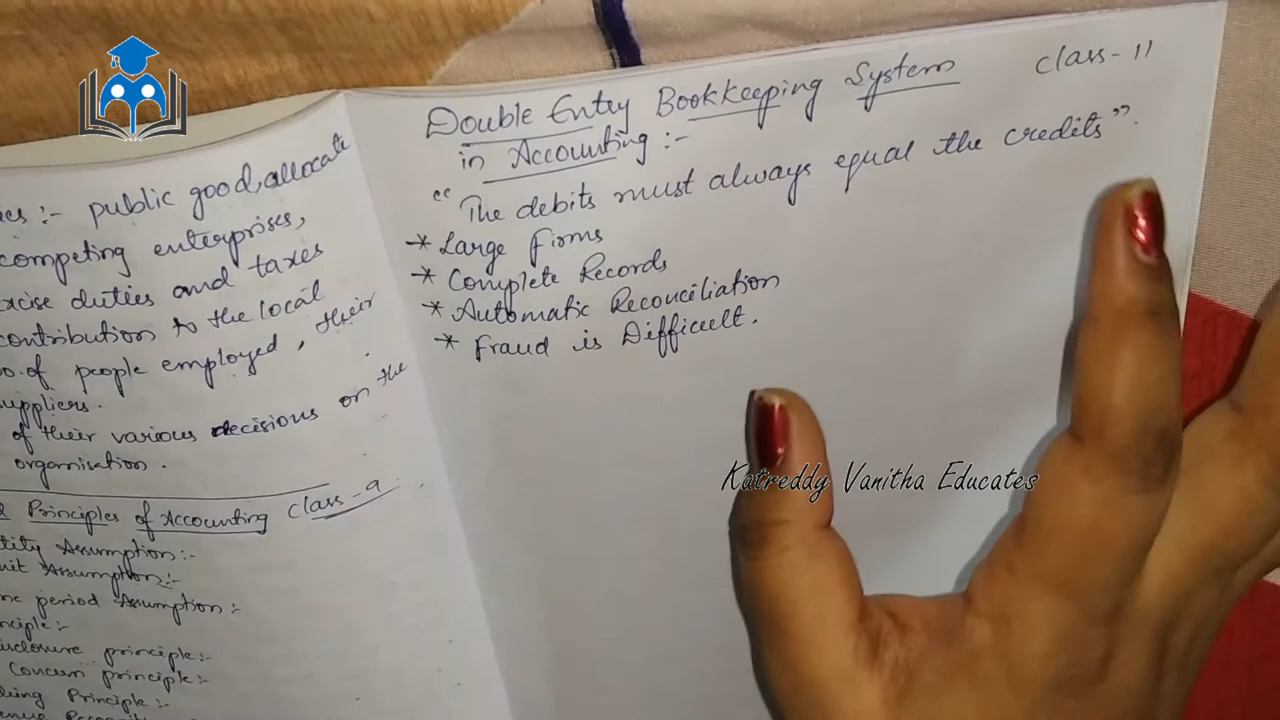 public good, allocate
competing enterprises,
duties and taxes
contribution to the local
of people employed, their
suppliers.
of their various decisions on the
organisation.
Principles of Accounting class-9
Assumption:-
Assumption:-
period Assumption:-
principle:-
Concern principle:-
Principle:-
Double Entry Bookkeeping System class-11
in Accounting:-
"The debits must always equal the credits".
* Large firms
* Complete Records
* Automatic Reconciliation
* Fraud is Difficult.
Katreddy Vanitha Educates